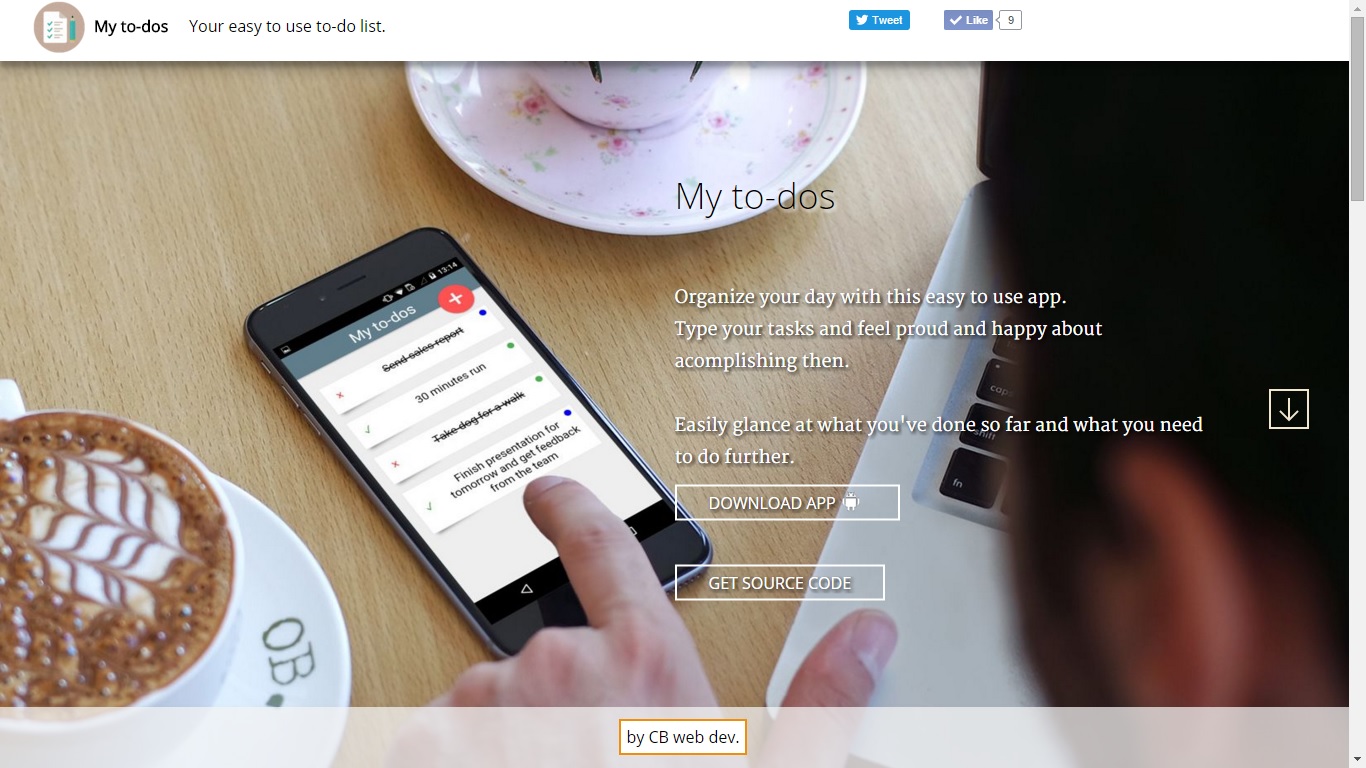 My to-dos Your easy to use to-do list.
Tweet
Like 9
My to-dos
Organize your day with this easy to use app.
Type your tasks and feel proud and happy about
acomplishing then.
Easily glance at what you've done so far and what you need
to do further.
DOWNLOAD APP
GET SOURCE CODE
13:14
My to-dos
+
Send sales report
x
30 minutes run
✓
Take dog for a walk
x
Finish presentation for
tomorrow and get feedback
from the team
✓
caps
shift
fn
OB
by CB web dev.